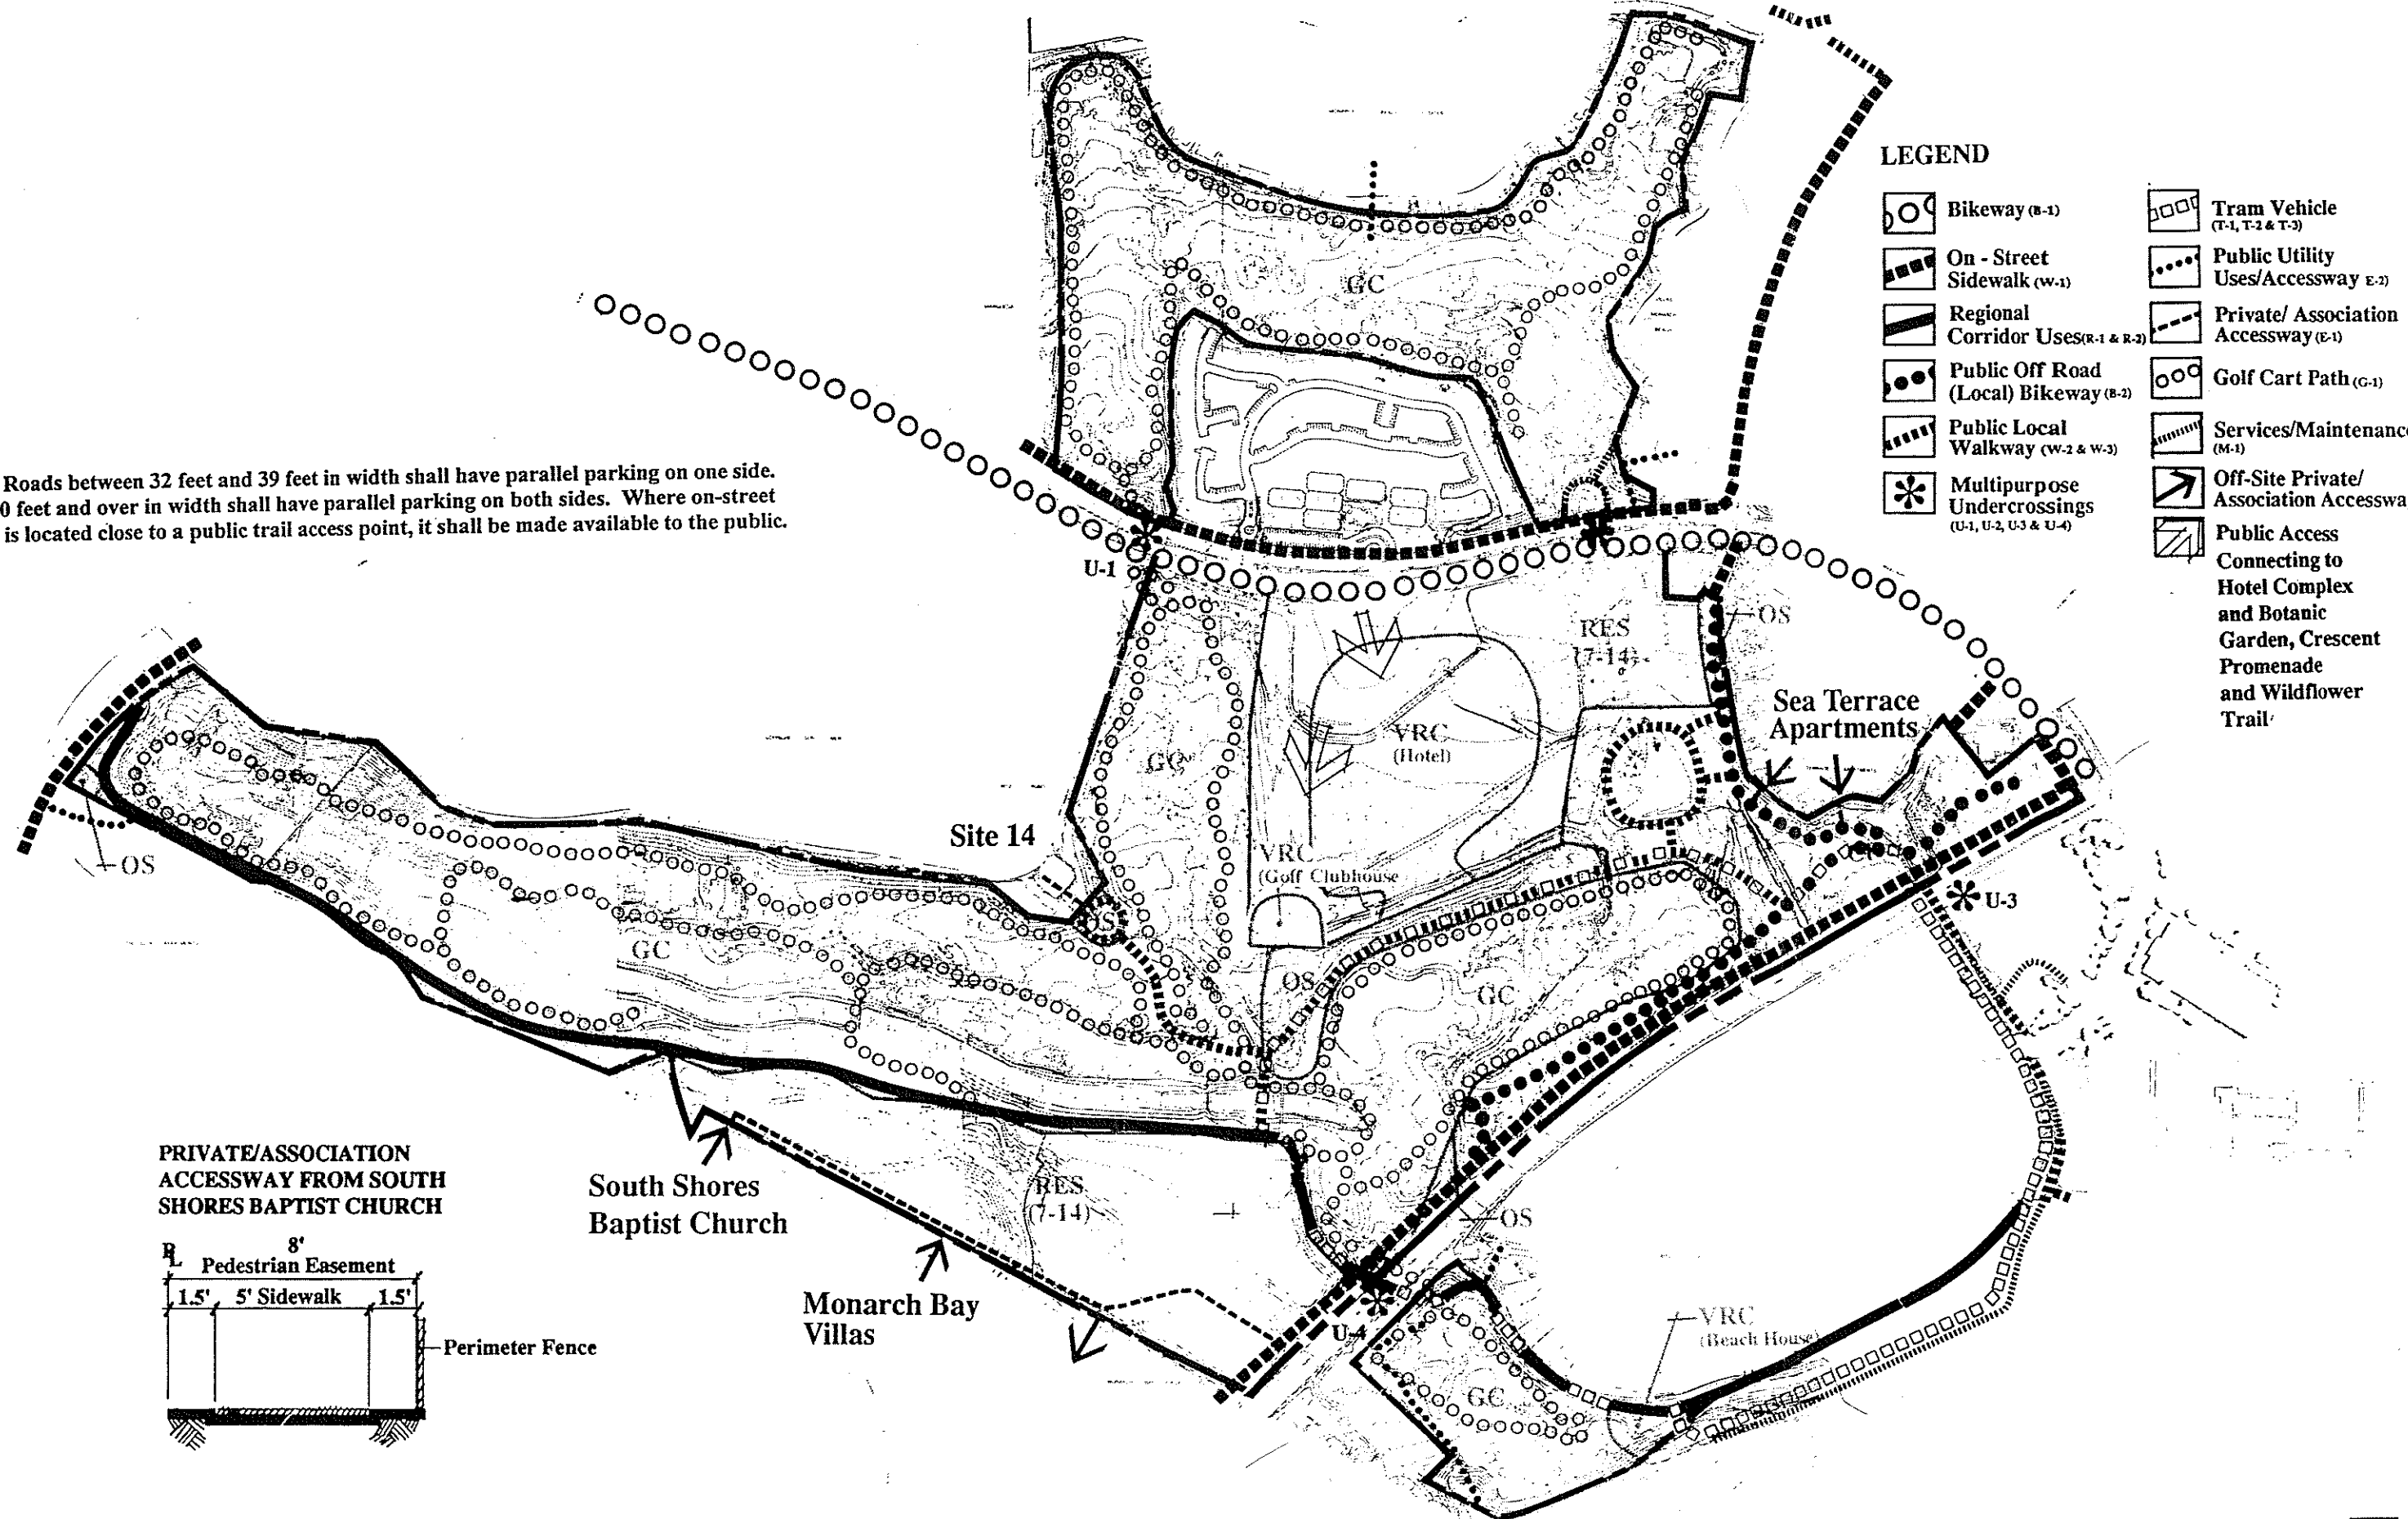 LEGEND
Bikeway (B-1)
On - Street
Sidewalk (W-1)
Regional
Corridor Uses(R-1 & R-2)
Public Off Road
(Local) Bikeway (B-2)
Public Local
Walkway (W-2 & W-3)
Multipurpose
Undercrossings
(U-1, U-2, U-3 & U-4)
Tram Vehicle
(T-1, T-2 & T-3)
Public Utility
Uses/Accessway E-2)
Private/ Association
Accessway (E-1)
Golf Cart Path (G-1)
Services/Maintenance
(M-1)
Off-Site Private/
Association Accesswa
Public Access
Connecting to
Hotel Complex
and Botanic
Garden, Crescent
Promenade
and Wildflower
Trail
Roads between 32 feet and 39 feet in width shall have parallel parking on one side.
0 feet and over in width shall have parallel parking on both sides. Where on-street
is located close to a public trail access point, it shall be made available to the public.
GC
U-1
OS
RES
(7-14)
Sea Terrace
Apartments
VRC
(Hotel)
GC
Site 14
VRC
(Golf Clubhouse
OS
OS
GC
U-3
GC
OS
GC
PRIVATE/ASSOCIATION
ACCESSWAY FROM SOUTH
SHORES BAPTIST CHURCH
8'
Pedestrian Easement
1.5'
5' Sidewalk
1.5'
Perimeter Fence
South Shores
Baptist Church
RES
(7-14)
OS
Monarch Bay
Villas
U-4
VRC
(Beach House)
GC